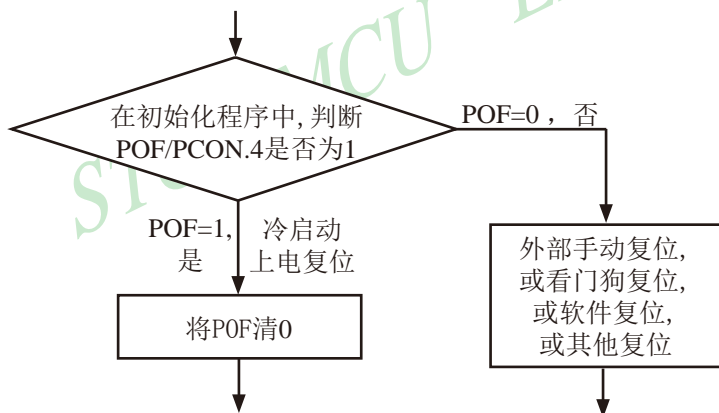 MCU
在初始化程序中,判断
POF/PCON.4是否为1
POF=0 ，否
POF=1,
是
冷启动
上电复位
将POF清0
外部手动复位,
或看门狗复位,
或软件复位,
或其他复位